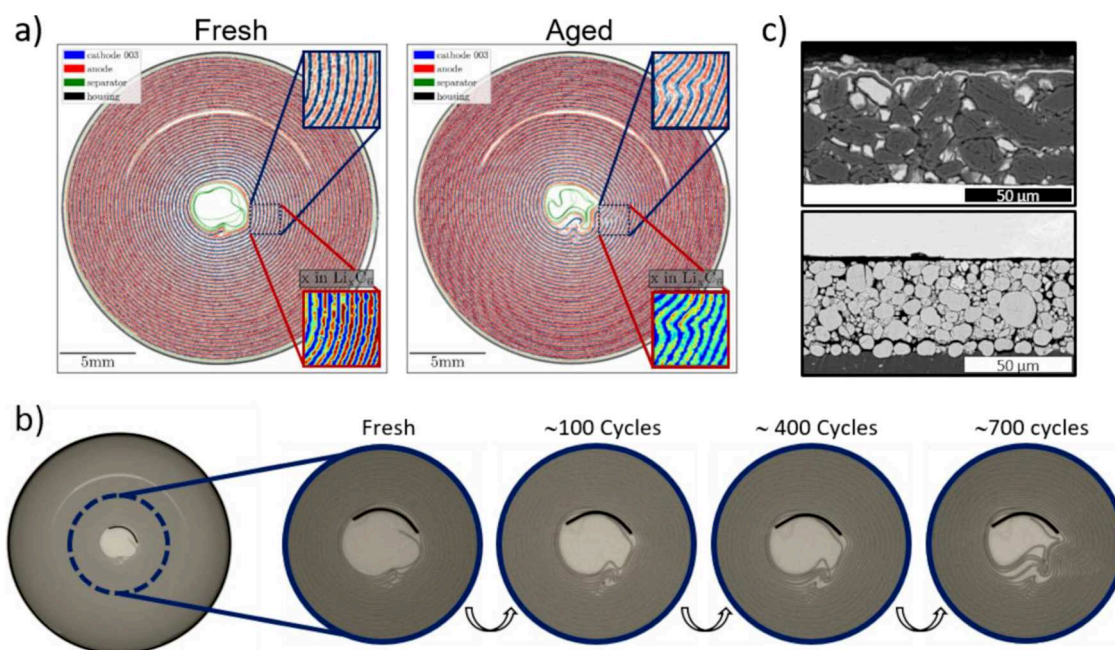 a)
Fresh
Aged
c)
cathode 003
anode
separator
housing
x in LiₓC₆
5mm
cathode 003
anode
separator
housing
x in LiₓC₆
5mm
50 µm
50 µm
b)
Fresh
~100 Cycles
~ 400 Cycles
~700 cycles